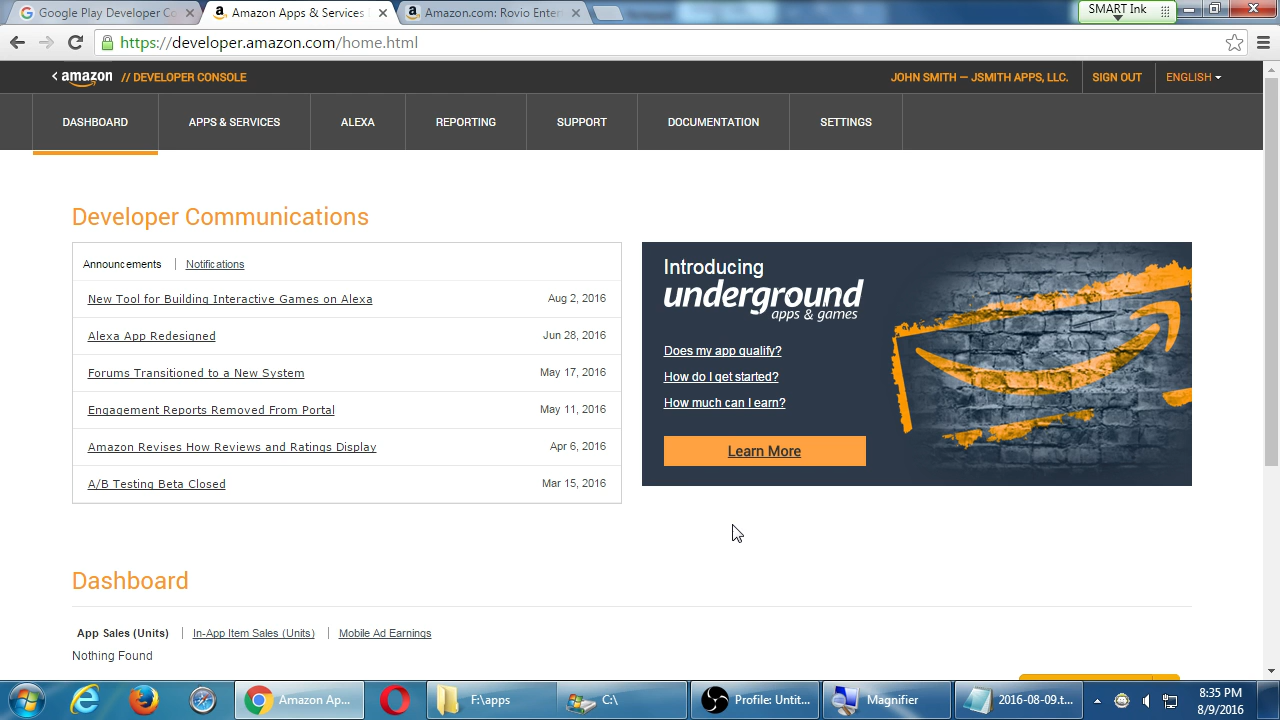 Google Play Developer Co
Amazon Apps & Services
Amazon.com: Rovio Enter
SMART Ink
https://developer.amazon.com/home.html
amazon // DEVELOPER CONSOLE
JOHN SMITH — JSMITH APPS, LLC.
SIGN OUT
ENGLISH
DASHBOARD
APPS & SERVICES
ALEXA
REPORTING
SUPPORT
DOCUMENTATION
SETTINGS
Developer Communications
Announcements
Notifications
New Tool for Building Interactive Games on Alexa
Aug 2, 2016
Alexa App Redesigned
Jun 28, 2016
Forums Transitioned to a New System
May 17, 2016
Engagement Reports Removed From Portal
May 11, 2016
Amazon Revises How Reviews and Ratings Display
Apr 6, 2016
A/B Testing Beta Closed
Mar 15, 2016
Introducing
underground
apps & games
Does my app qualify?
How do I get started?
How much can I earn?
Learn More
Dashboard
App Sales (Units)
In-App Item Sales (Units)
Mobile Ad Earnings
Nothing Found
Amazon Ap...
F:\apps
C:\
Profile: Untit...
Magnifier
2016-08-09.t...
8:35 PM
8/9/2016